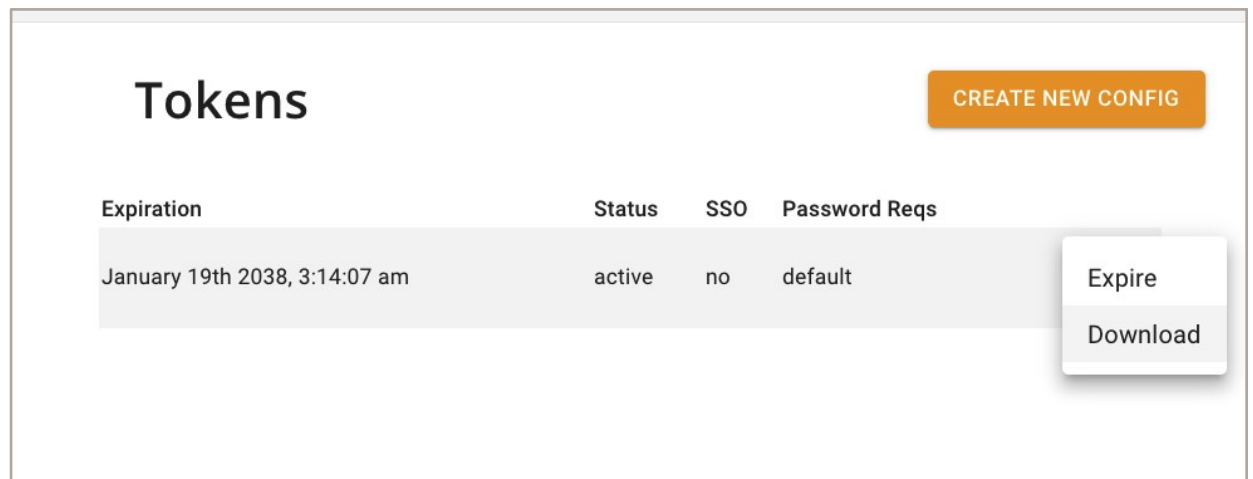 Tokens
CREATE NEW CONFIG
Expiration Status SSO Password Reqs
January 19th 2038, 3:14:07 am active no default
Expire
Download